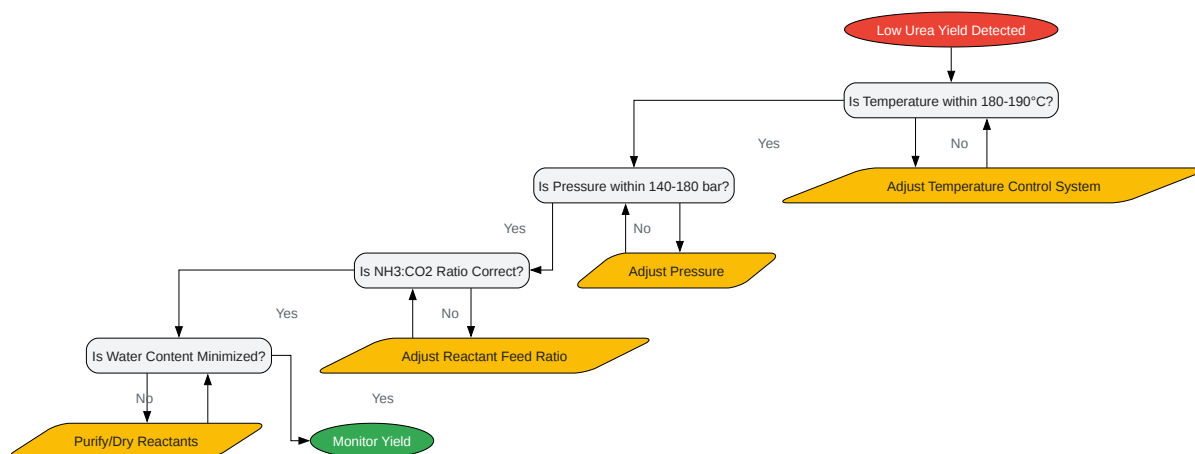 Low Urea Yield Detected
Is Temperature within 180-190°C?
Yes
No
Is Pressure within 140-180 bar?
Adjust Temperature Control System
Yes
No
Is NH3:CO2 Ratio Correct?
Adjust Pressure
Yes
No
Is Water Content Minimized?
Adjust Reactant Feed Ratio
No
Yes
Purify/Dry Reactants
Monitor Yield